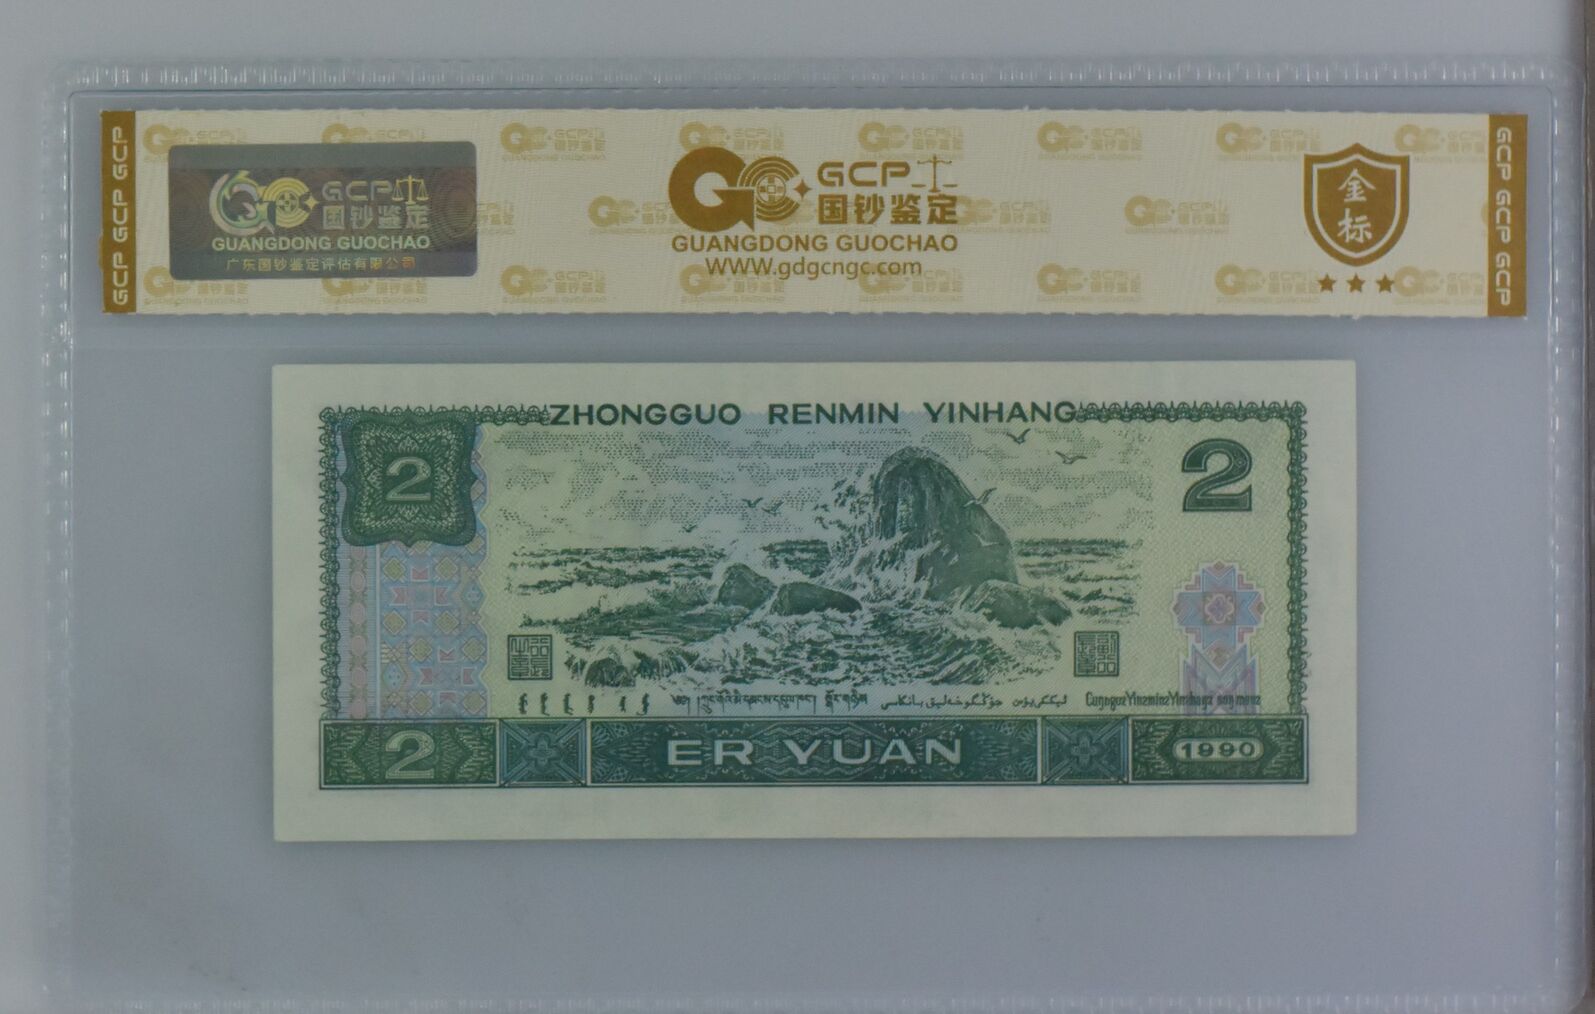 GCP GCP GCP
GCP
国钞鉴定
GUANGDONG GUOCHAO
广东国钞鉴定评估有限公司
GCP
国钞鉴定
GUANGDONG GUOCHAO
www.gdgcngc.com
金
标
GCP GCP GCP
ZHONGGUO RENMIN YINHANG
2
2
2
ER YUAN
1990